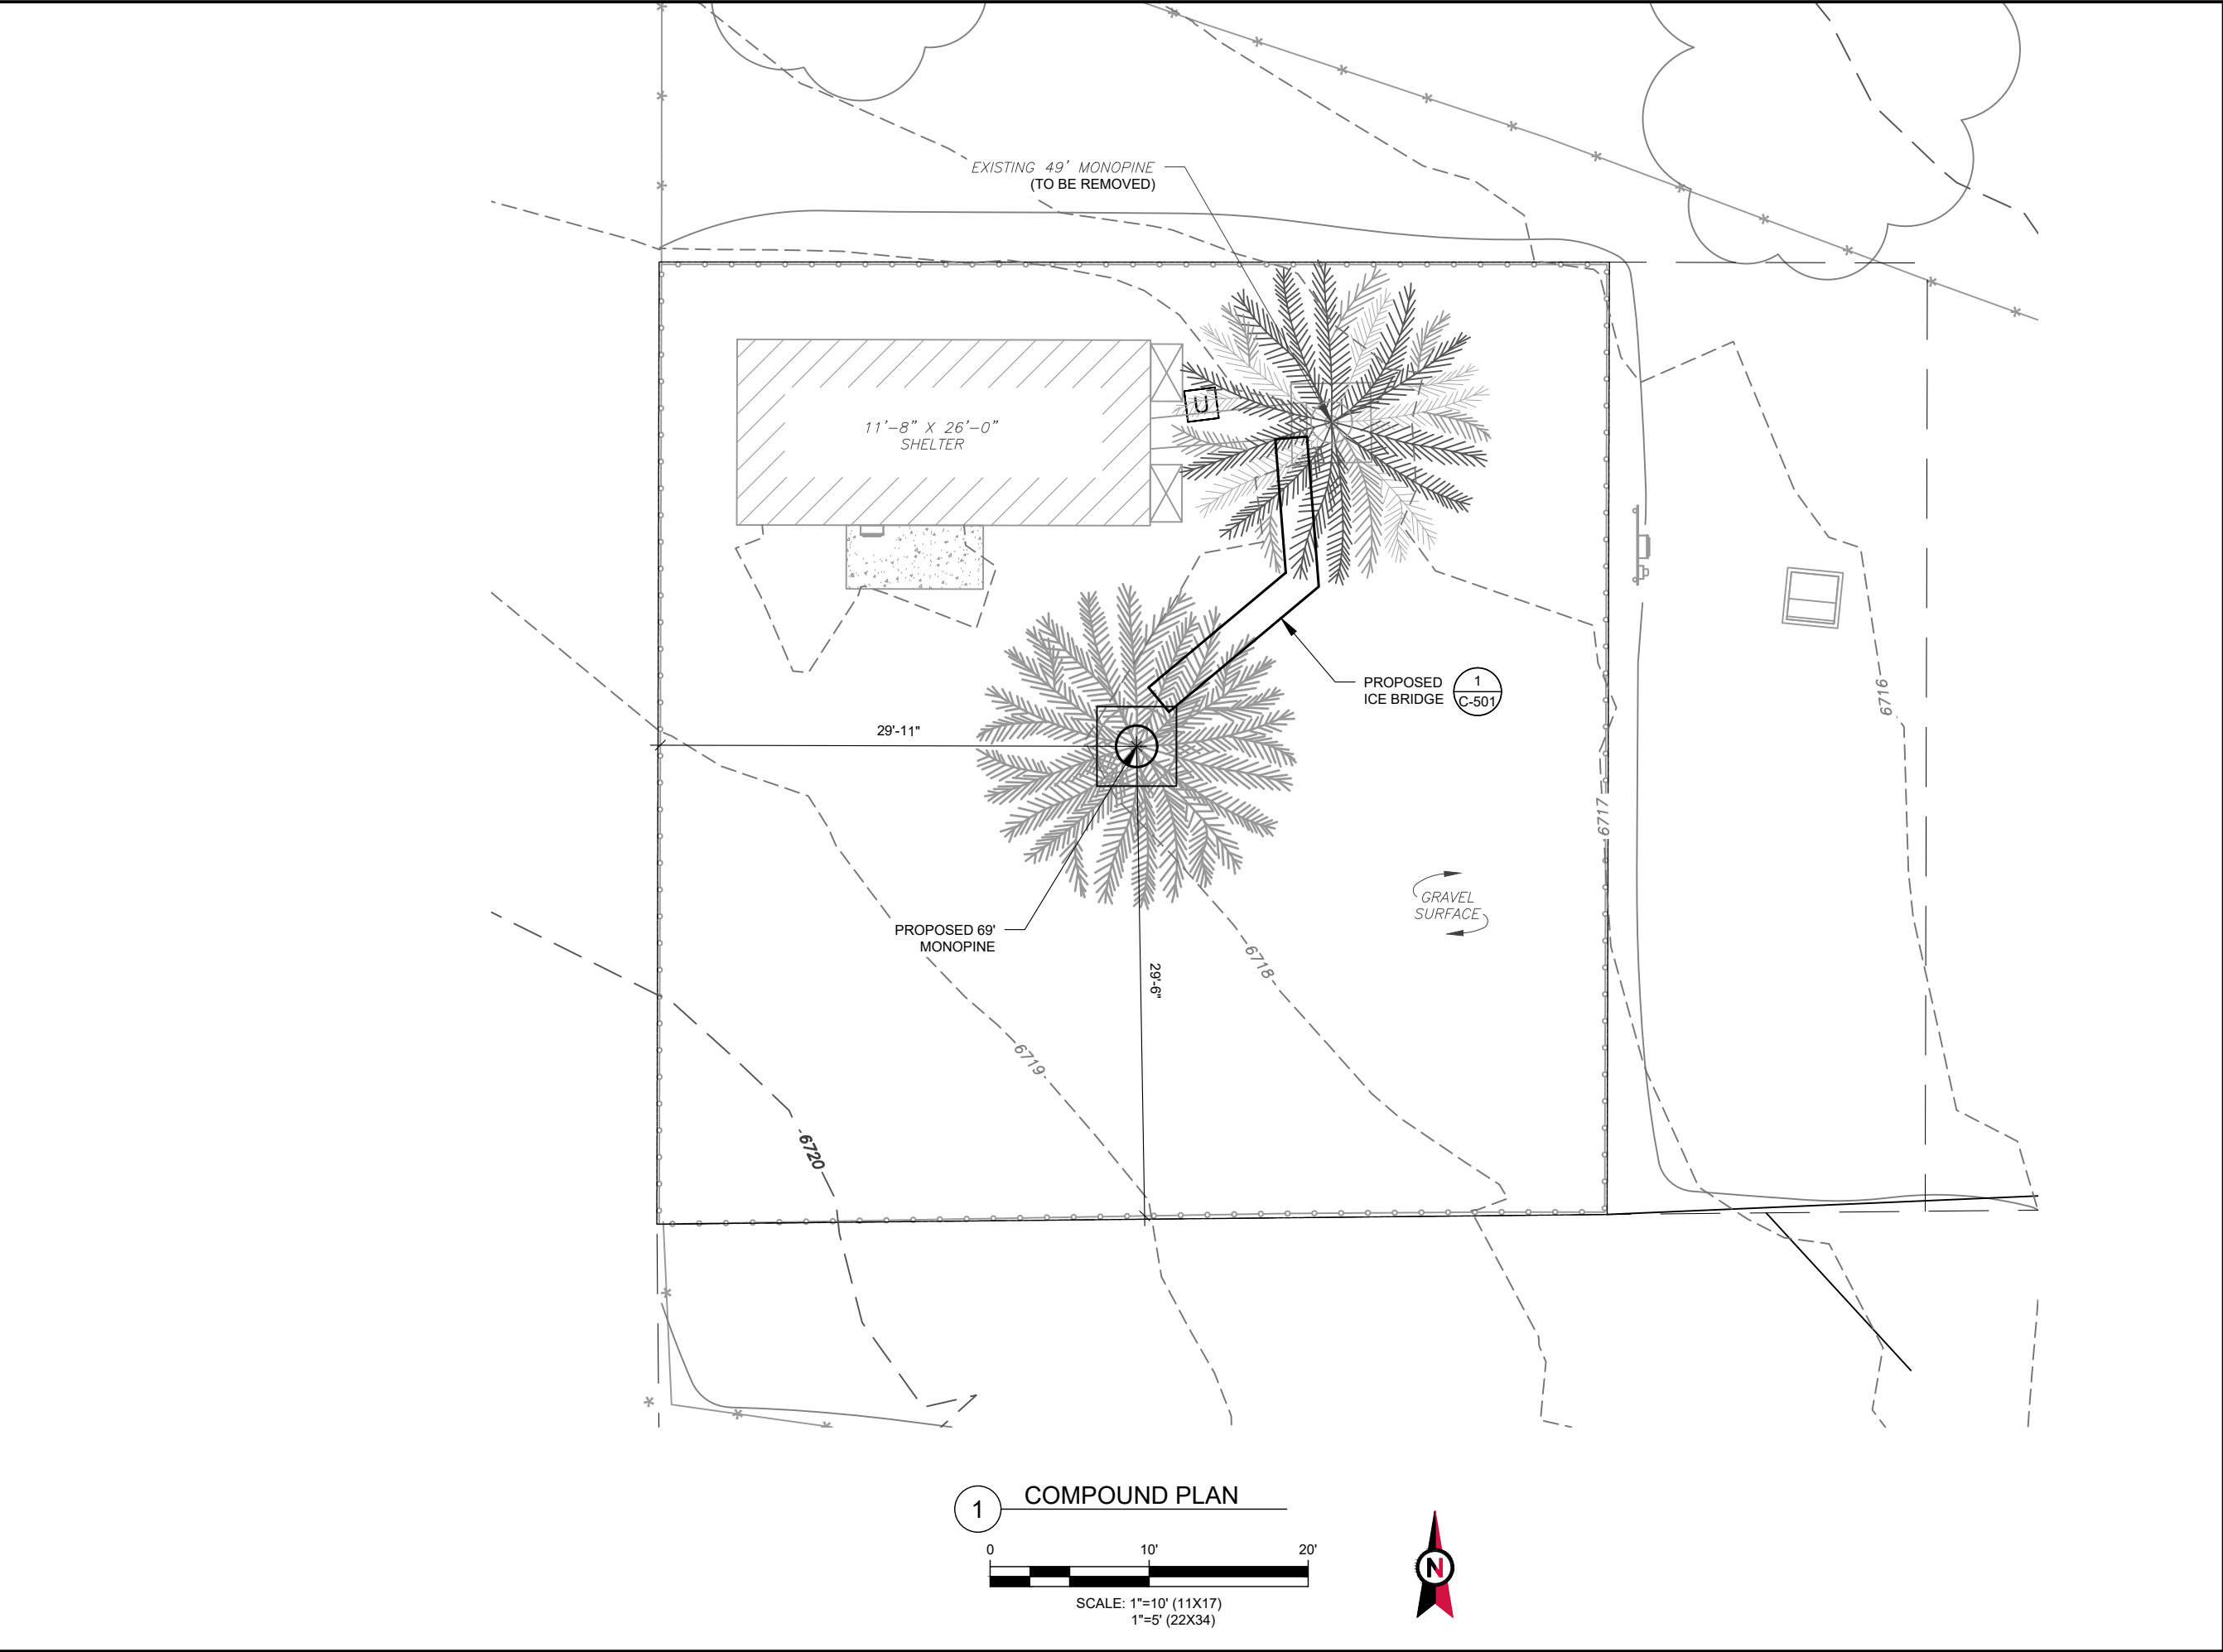 EXISTING 49' MONOPINE
(TO BE REMOVED)
U
11'-8" X 26'-0"
SHELTER
PROPOSED
ICE BRIDGE
1
C-501
6716
29'-11"
6717
GRAVEL
SURFACE
PROPOSED 69'
MONOPINE
29'-6"
6718
6719
6720
1
COMPOUND PLAN
0 10' 20'
SCALE: 1"=10' (11X17)
1"=5' (22X34)
N